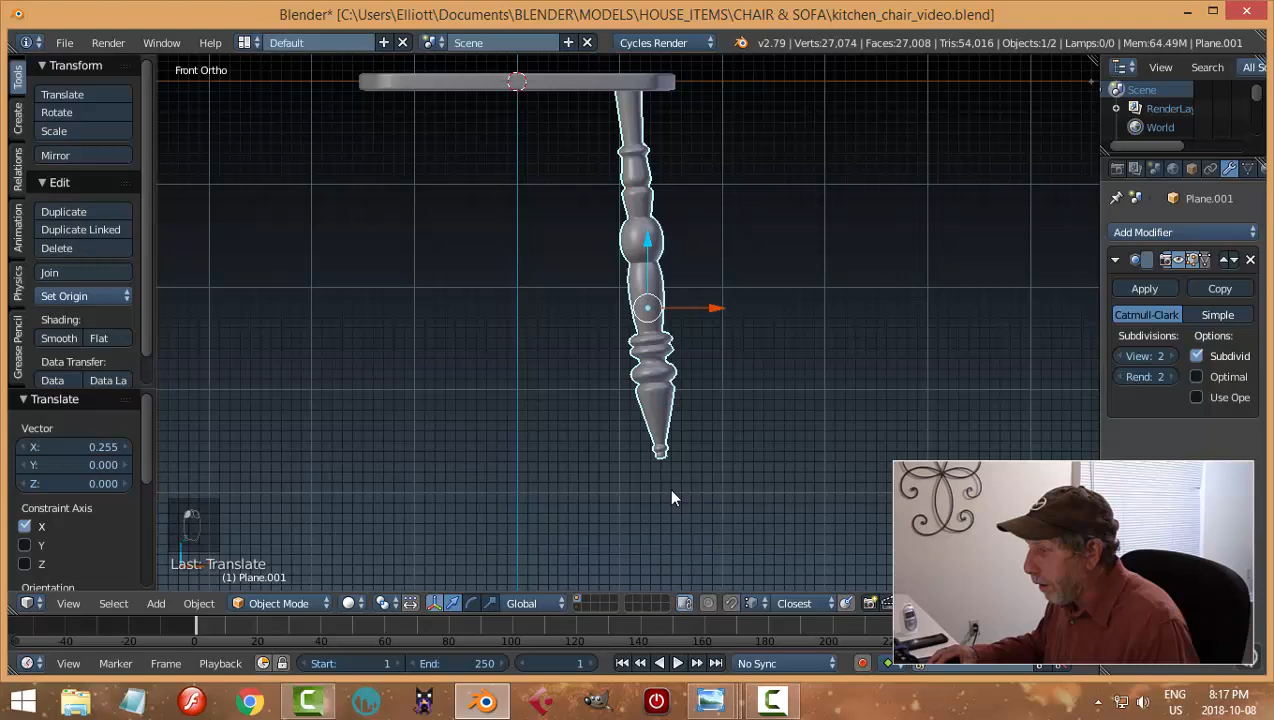 Blender* [C:\Users\Elliott\Documents\BLENDER\MODELS\HOUSE_ITEMS\CHAIR & SOFA\kitchen_chair_video.blend]
File Render Window Help Default Scene Cycles Render v2.79 | Verts:27,074 | Faces:27,008 | Tris:54,016 | Objects:1/2 | Lamps:0/0 | Mem:64.49M | Plane.001
Tools
Create
Relations
Animation
Physics
Grease Pencil
Transform
Translate
Rotate
Scale
Mirror
Edit
Duplicate
Duplicate Linked
Delete
Join
Set Origin
Shading:
Smooth Flat
Data Transfer:
Data Data La
Translate
Vector
X: 0.255
Y: 0.000
Z: 0.000
Constraint Axis
X
Y
Z
Orientation
Front Ortho
Last: Translate
(1) Plane.001
View Search All S
Scene
RenderLay
World
Plane.001
Add Modifier
Apply Copy
Catmull-Clark Simple
Subdivisions: Options:
View: 2 Subdivid
Rend: 2 Optimal
Use Ope
View Select Add Object Object Mode Global Closest
-40 -20 0 20 40 60 80 100 120 140 160 180 200
View Marker Frame Playback Start: 1 End: 250 1 No Sync
ENG
US
8:17 PM
2018-10-08